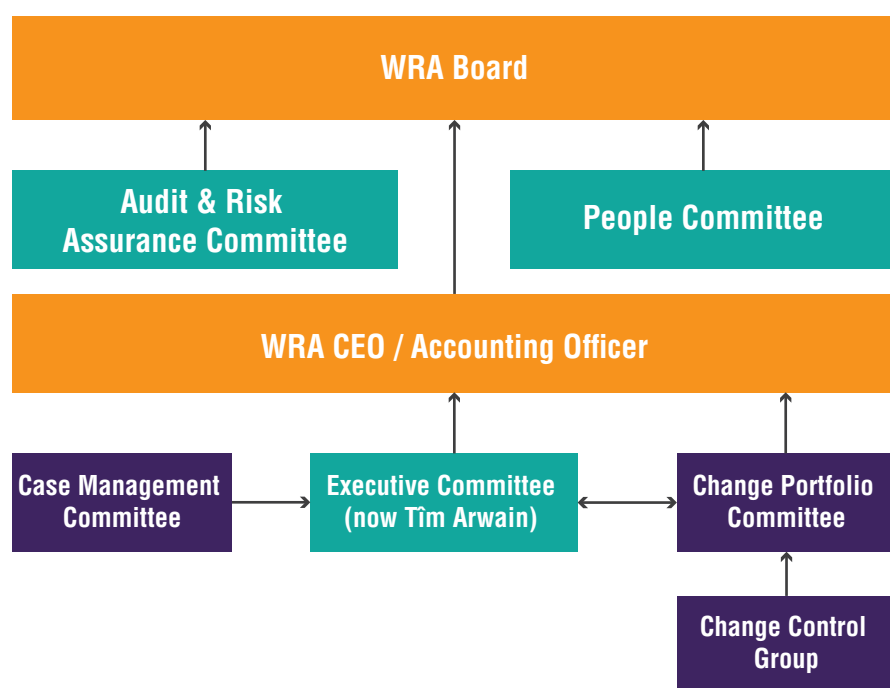 WRA Board
Audit & Risk
Assurance Committee
People Committee
WRA CEO / Accounting Officer
Case Management
Committee
Executive Committee
(now Tîm Arwain)
Change Portfolio
Committee
Change Control
Group